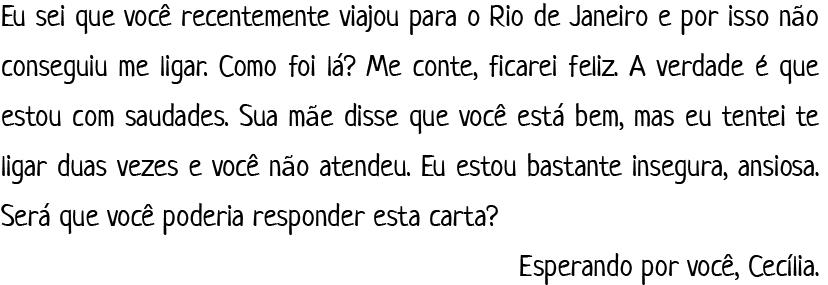 Eu sei que você recentemente viajou para o Rio de Janeiro e por isso não
conseguiu me ligar. Como foi lá? Me conte, ficarei feliz. A verdade é que
estou com saudades. Sua mãe disse que você está bem, mas eu tentei te
ligar duas vezes e você não atendeu. Eu estou bastante insegura, ansiosa.
Será que você poderia responder esta carta?
Esperando por você, Cecília.